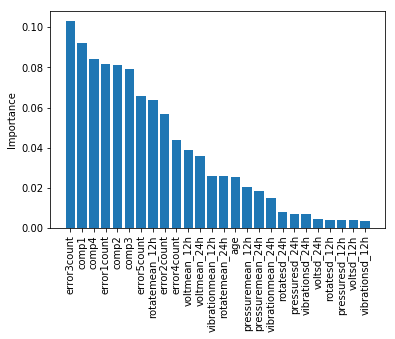 0.10
0.08
0.06
0.04
0.02
0.00
Importance
error3count
comp1
comp4
error1count
comp2
comp3
error5count
rotatemean_12h
error2count
error4count
voltmean_12h
voltmean_24h
vibrationmean_12h
rotatemean_24h
age
pressuremean_12h
pressuremean_24h
vibrationmean_24h
rotatesd_24h
pressuresd_24h
vibrationsd_24h
voltsd_24h
rotatesd_12h
pressuresd_12h
voltsd_12h
vibrationsd_12h